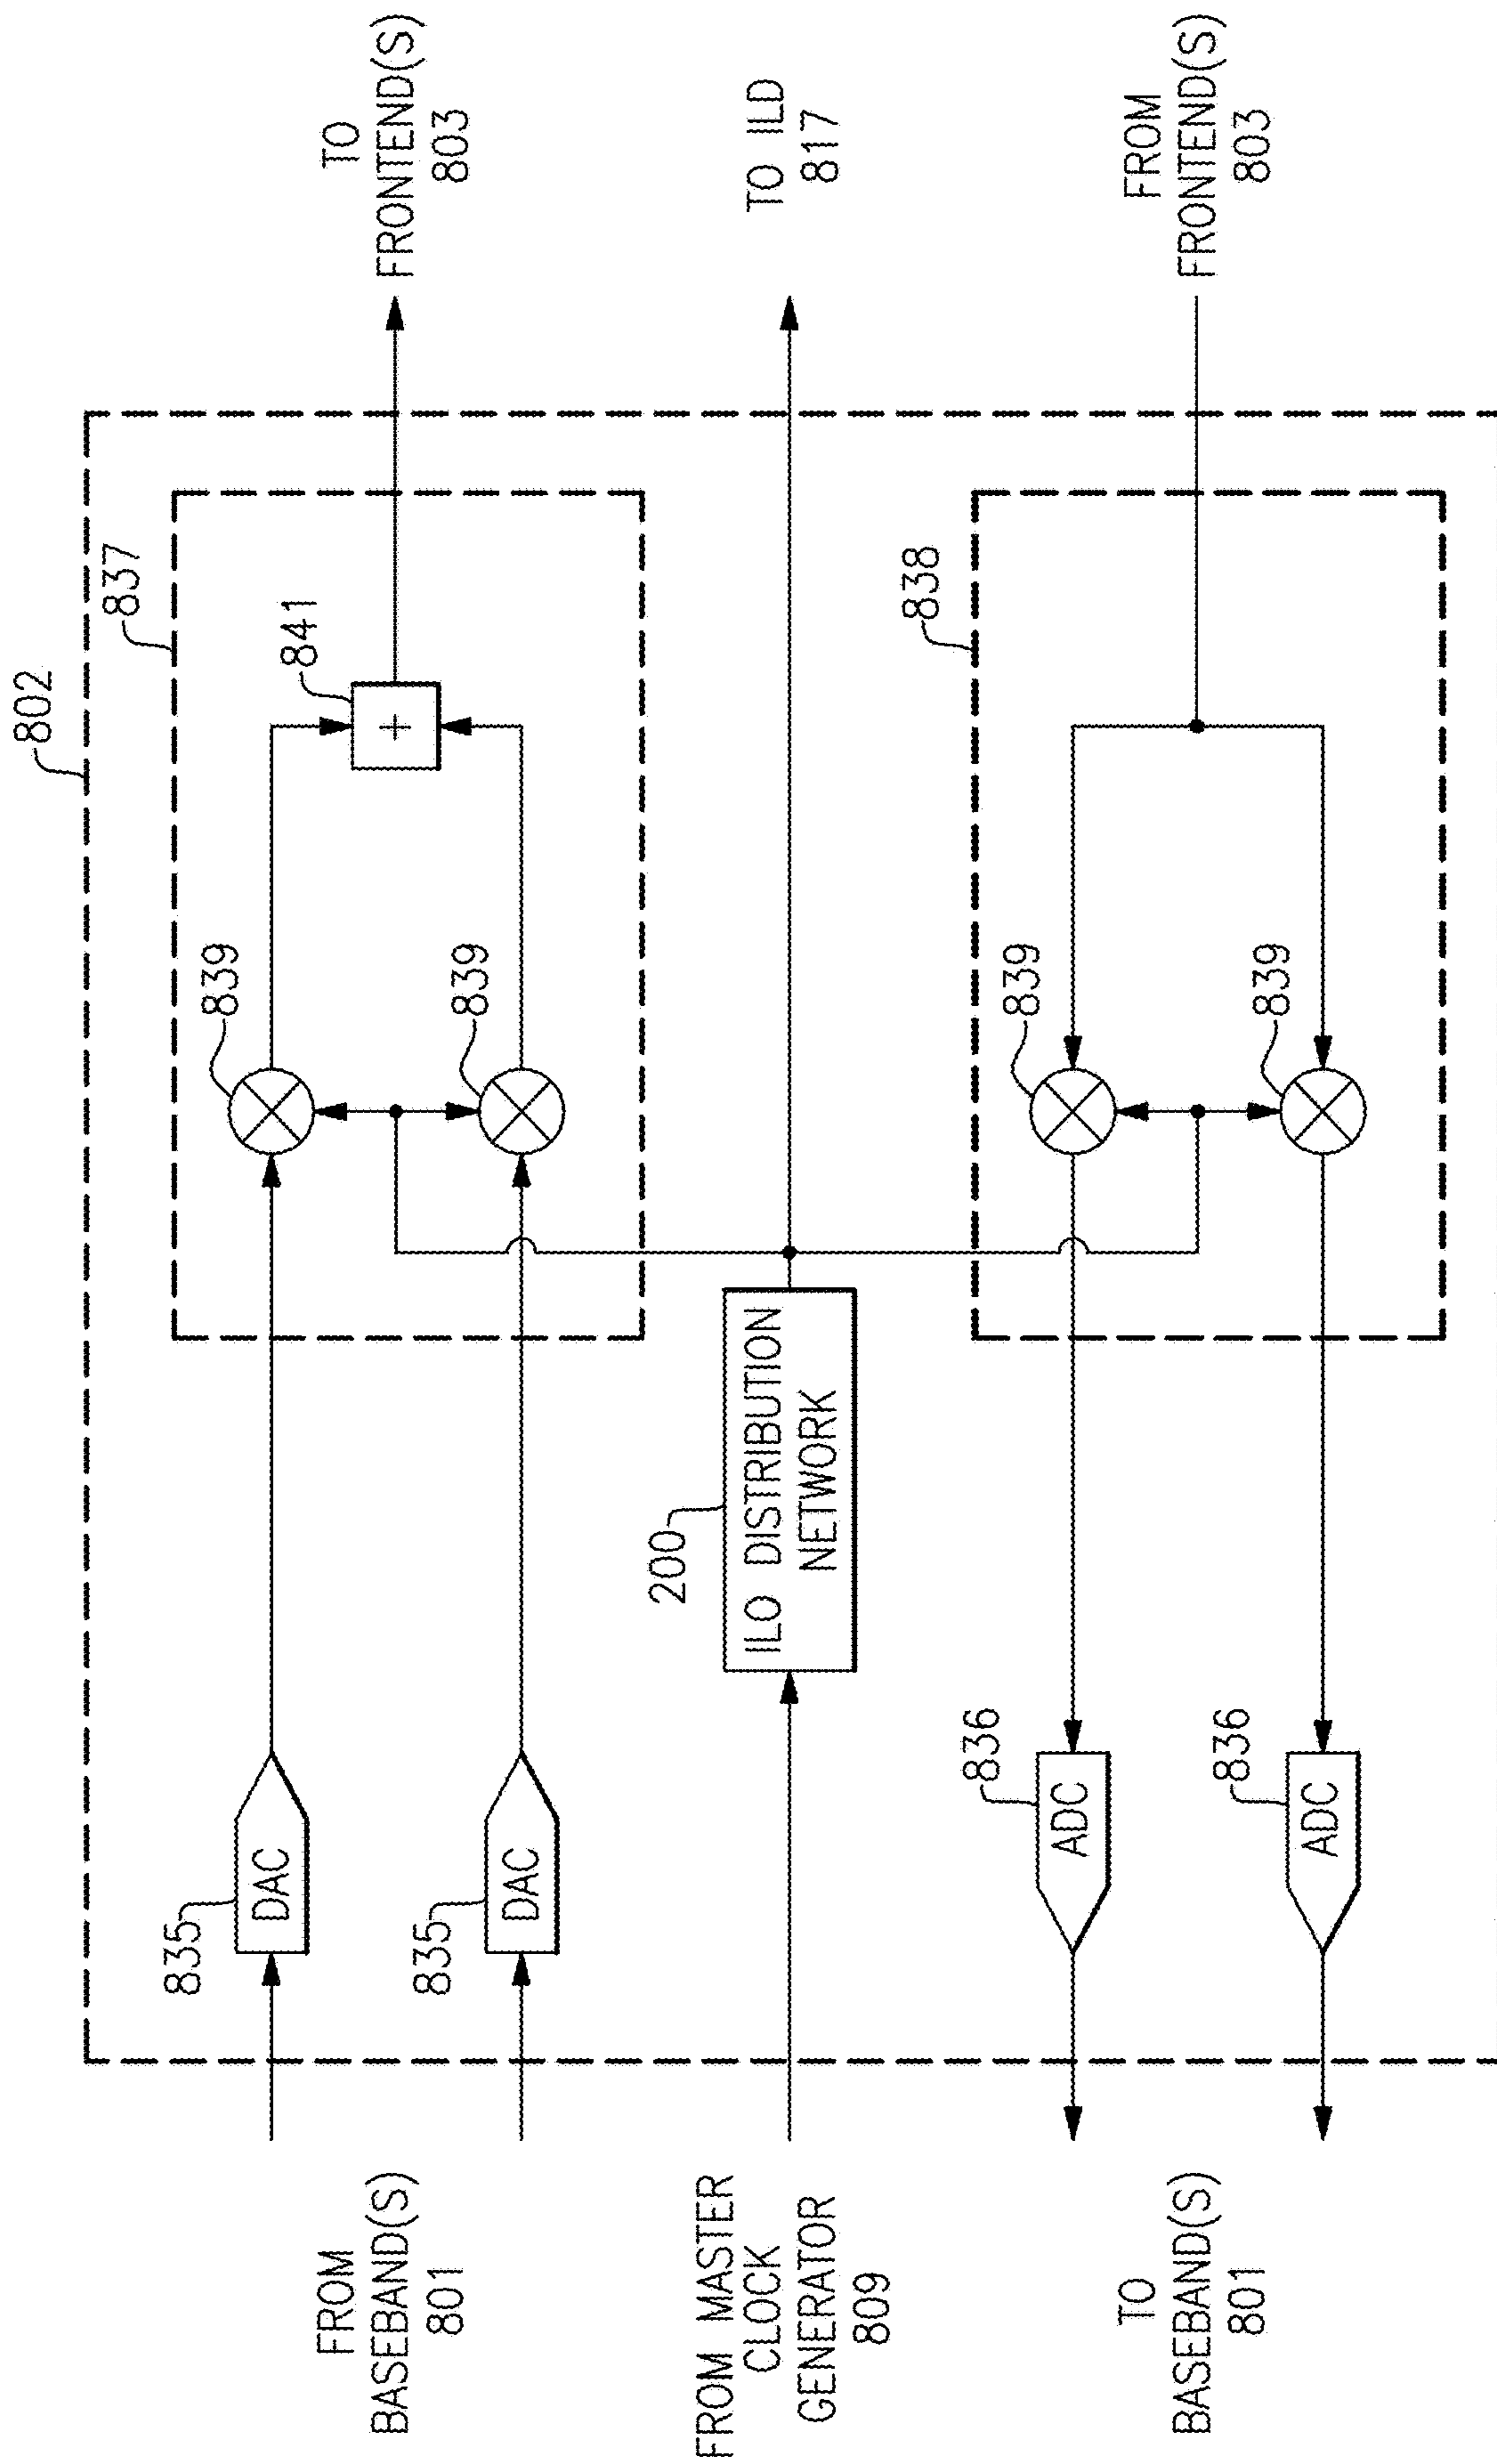 802
837
TO
FRONTEND(S)
803
839
841
835
DAC
839
835
DAC
FROM
BASEBAND(S)
801
TO ILD
817
200
ILO DISTRIBUTION
NETWORK
FROM MASTER
CLOCK
GENERATOR
809
838
FROM
FRONTEND(S)
803
839
836
ADC
839
836
ADC
TO
BASEBAND(S)
801
+